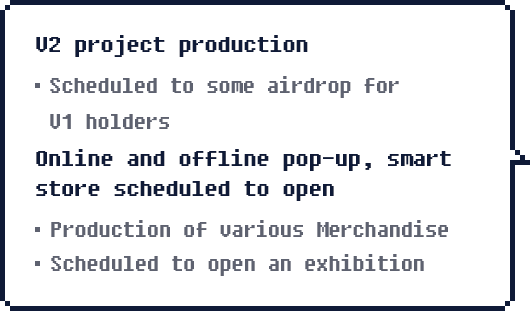 V2 project production
▪ Scheduled to some airdrop for
V1 holders
Online and offline pop-up, smart
store scheduled to open
▪ Production of various Merchandise
▪ Scheduled to open an exhibition